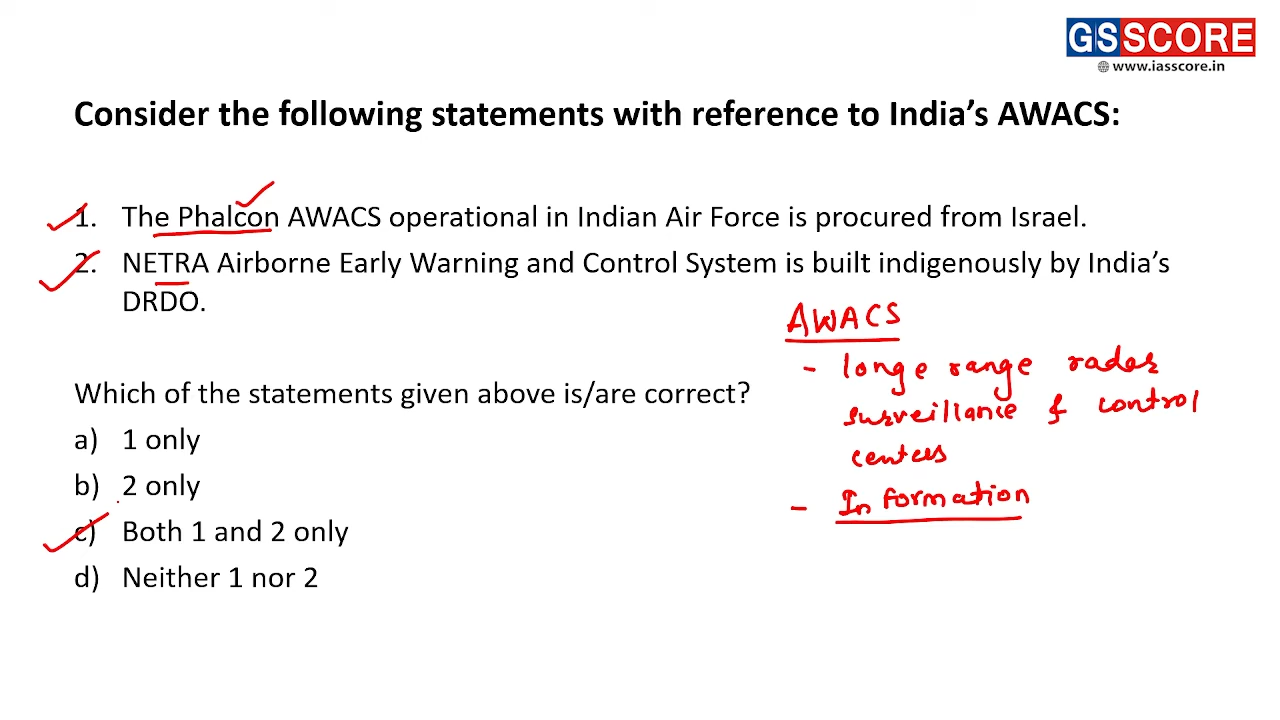 GSSCORE
www.iasscore.in
Consider the following statements with reference to India's AWACS:
1. The Phalcon AWACS operational in Indian Air Force is procured from Israel.
2. NETRA Airborne Early Warning and Control System is built indigenously by India's
DRDO.
AWACS
- longe range radar
surveillance & control
centers
- Information
Which of the statements given above is/are correct?
a) 1 only
b) 2 only
c) Both 1 and 2 only
d) Neither 1 nor 2